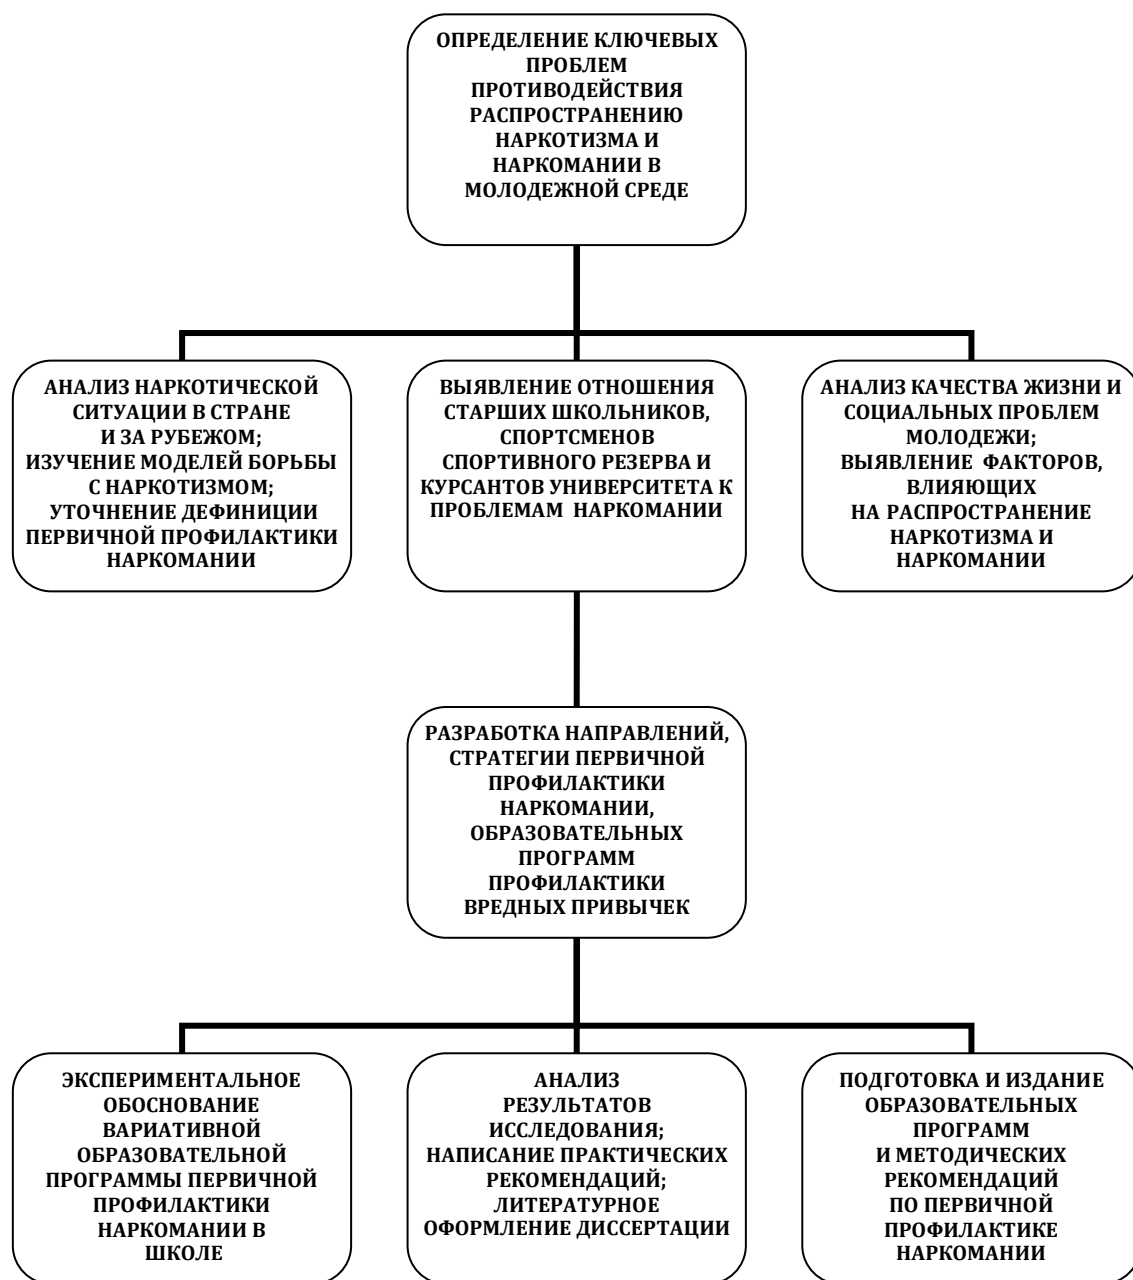 ОПРЕДЕЛЕНИЕ КЛЮЧЕВЫХ
ПРОБЛЕМ
ПРОТИВОДЕЙСТВИЯ
РАСПРОСТРАНЕНИЮ
НАРКОТИЗМА И
НАРКОМАНИИ В
МОЛОДЕЖНОЙ СРЕДЕ
АНАЛИЗ НАРКОТИЧЕСКОЙ
СИТУАЦИИ В СТРАНЕ
И ЗА РУБЕЖОМ;
ИЗУЧЕНИЕ МОДЕЛЕЙ БОРЬБЫ
С НАРКОТИЗМОМ;
УТОЧНЕНИЕ ДЕФИНИЦИИ
ПЕРВИЧНОЙ ПРОФИЛАКТИКИ
НАРКОМАНИИ
ВЫЯВЛЕНИЕ ОТНОШЕНИЯ
СТАРШИХ ШКОЛЬНИКОВ,
СПОРТСМЕНОВ
СПОРТИВНОГО РЕЗЕРВА И
КУРСАНТОВ УНИВЕРСИТЕТА К
ПРОБЛЕМАМ НАРКОМАНИИ
АНАЛИЗ КАЧЕСТВА ЖИЗНИ И
СОЦИАЛЬНЫХ ПРОБЛЕМ
МОЛОДЕЖИ;
ВЫЯВЛЕНИЕ ФАКТОРОВ,
ВЛИЯЮЩИХ
НА РАСПРОСТРАНЕНИЕ
НАРКОТИЗМА И
НАРКОМАНИИ
РАЗРАБОТКА НАПРАВЛЕНИЙ,
СТРАТЕГИИ ПЕРВИЧНОЙ
ПРОФИЛАКТИКИ
НАРКОМАНИИ,
ОБРАЗОВАТЕЛЬНЫХ
ПРОГРАММ
ПРОФИЛАКТИКИ
ВРЕДНЫХ ПРИВЫЧЕК
ЭКСПЕРИМЕНТАЛЬНОЕ
ОБОСНОВАНИЕ
ВАРИАТИВНОЙ
ОБРАЗОВАТЕЛЬНОЙ
ПРОГРАММЫ ПЕРВИЧНОЙ
ПРОФИЛАКТИКИ
НАРКОМАНИИ В
ШКОЛЕ
АНАЛИЗ
РЕЗУЛЬТАТОВ
ИССЛЕДОВАНИЯ;
НАПИСАНИЕ ПРАКТИЧЕСКИХ
РЕКОМЕНДАЦИЙ;
ЛИТЕРАТУРНОЕ
ОФОРМЛЕНИЕ ДИССЕРТАЦИИ
ПОДГОТОВКА И ИЗДАНИЕ
ОБРАЗОВАТЕЛЬНЫХ
ПРОГРАММ
И МЕТОДИЧЕСКИХ
РЕКОМЕНДАЦИЙ
ПО ПЕРВИЧНОЙ
ПРОФИЛАКТИКЕ
НАРКОМАНИИ